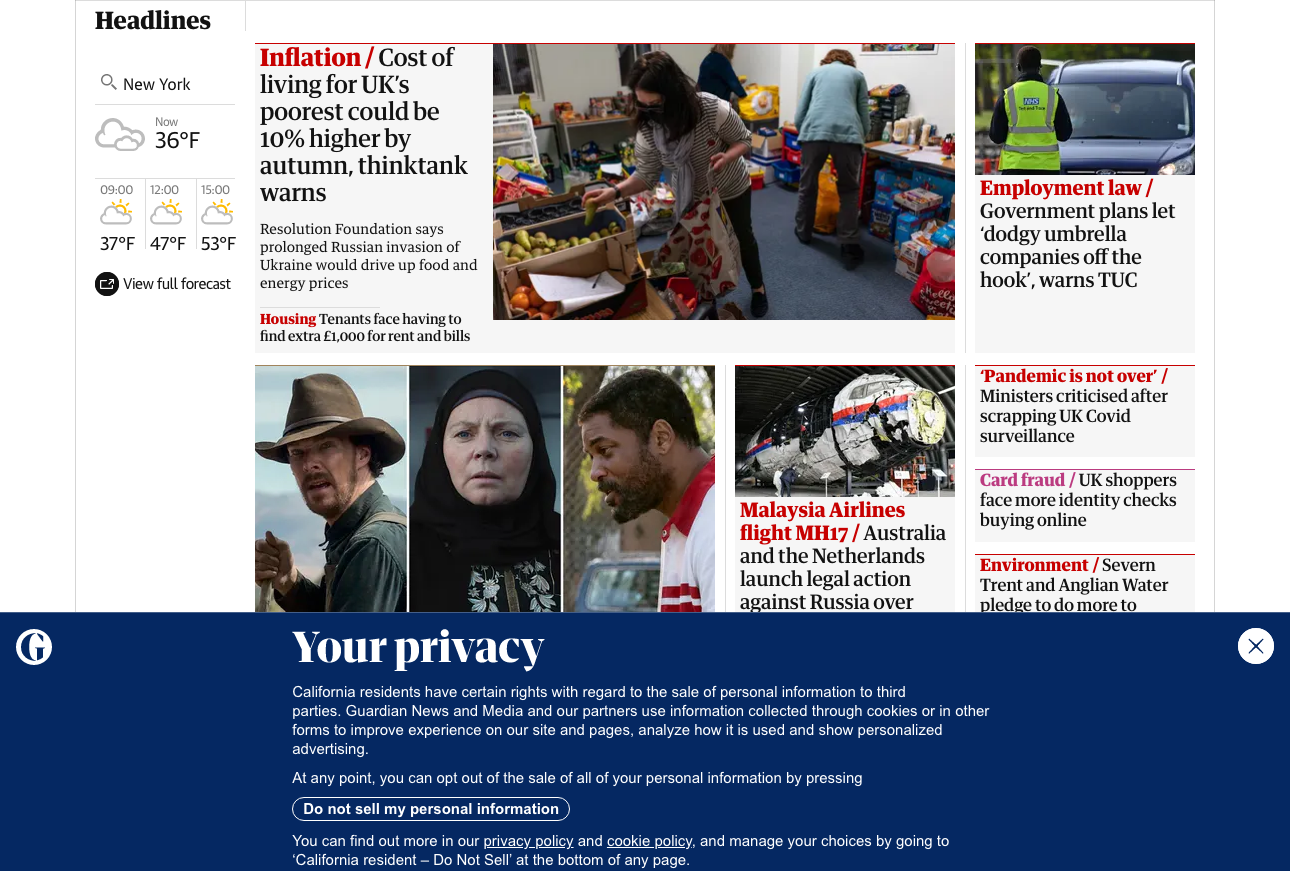 Headlines
New York
Now
36°F
09:00
12:00
15:00
37°F
47°F
53°F
View full forecast
Inflation / Cost of
living for UK’s
poorest could be
10% higher by
autumn, thinktank
warns
Resolution Foundation says
prolonged Russian invasion of
Ukraine would drive up food and
energy prices
Housing Tenants face having to
find extra £1,000 for rent and bills
NHS
Test and Trace
Employment law /
Government plans let
‘dodgy umbrella
companies off the
hook’, warns TUC
Malaysia Airlines
flight MH17 / Australia
and the Netherlands
launch legal action
against Russia over
‘Pandemic is not over’ /
Ministers criticised after
scrapping UK Covid
surveillance
Card fraud / UK shoppers
face more identity checks
buying online
Environment / Severn
Trent and Anglian Water
pledge to do more to
Your privacy
California residents have certain rights with regard to the sale of personal information to third
parties. Guardian News and Media and our partners use information collected through cookies or in other
forms to improve experience on our site and pages, analyze how it is used and show personalized
advertising.
At any point, you can opt out of the sale of all of your personal information by pressing
Do not sell my personal information
You can find out more in our privacy policy and cookie policy, and manage your choices by going to
‘California resident – Do Not Sell’ at the bottom of any page.